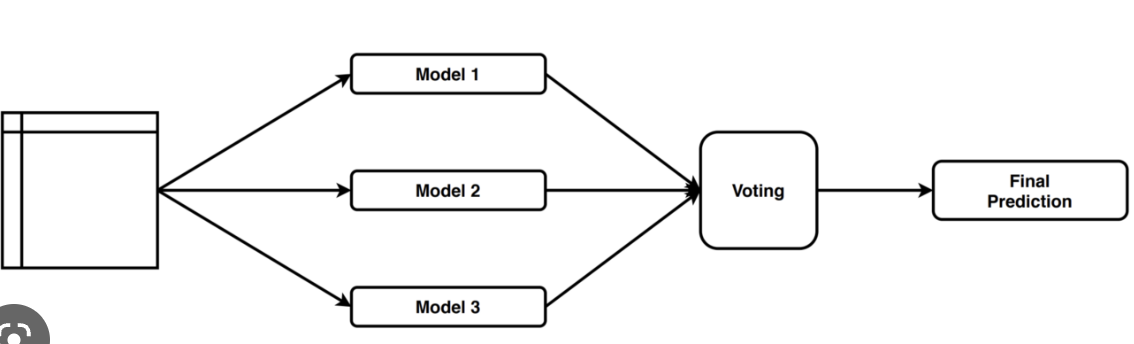 Model 1
Model 2
Model 3
Voting
Final
Prediction